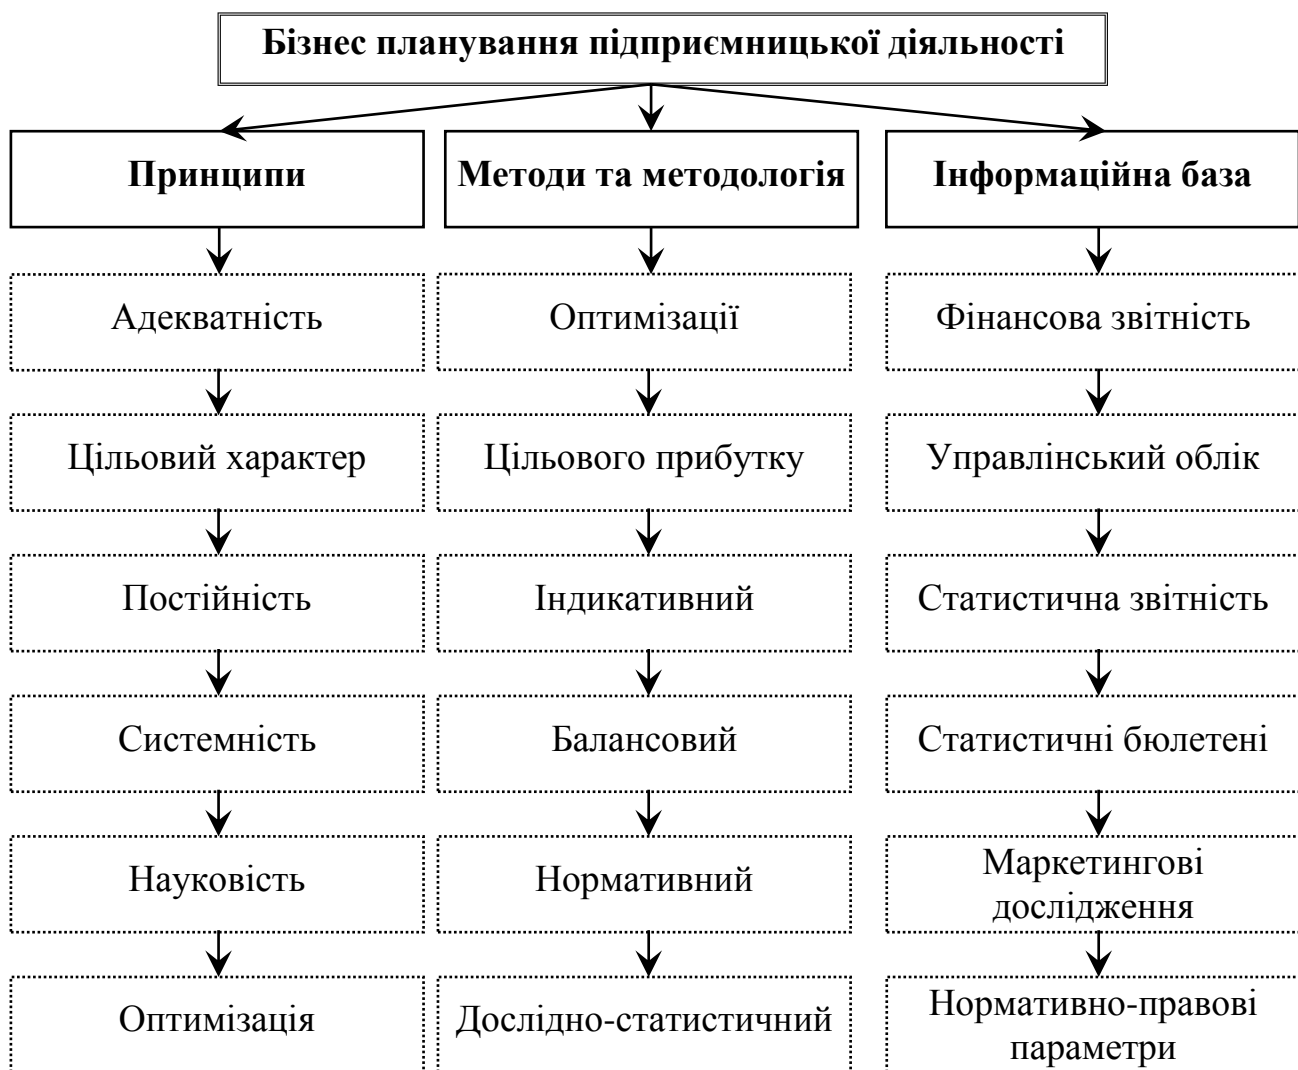 Бізнес планування підприємницької діяльності
Принципи
Методи та методологія
Інформаційна база
Адекватність
Оптимізації
Фінансова звітність
Цільовий характер
Цільового прибутку
Управлінський облік
Постійність
Індикативний
Статистична звітність
Системність
Балансовий
Статистичні бюлетені
Науковість
Нормативний
Маркетингові
дослідження
Оптимізація
Дослідно-статистичний
Нормативно-правові
параметри